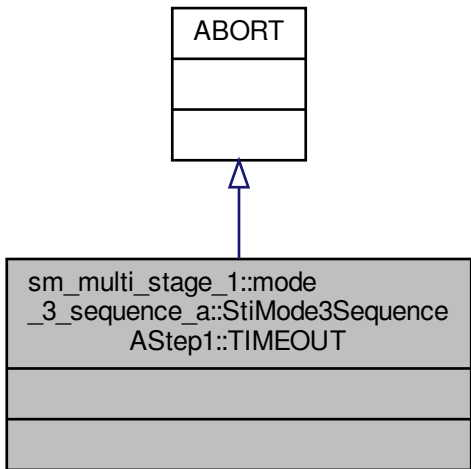 ABORT
sm_multi_stage_1::mode
_3_sequence_a::StiMode3Sequence
AStep1::TIMEOUT